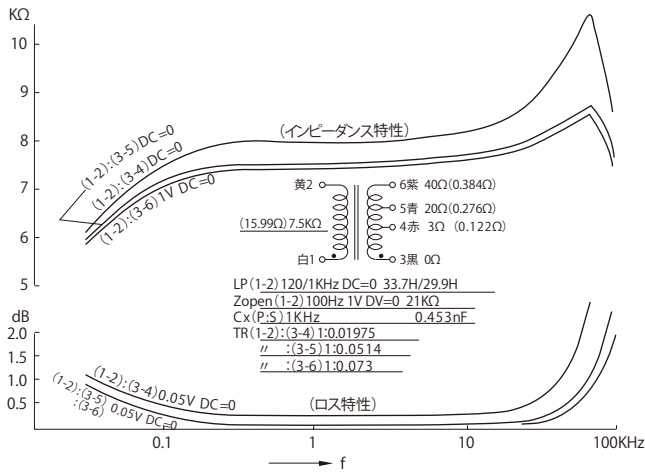 KΩ
10
9
8
7
6
5
(インピーダンス特性)
(1-2):(3-5)DC=0
(1-2):(3-4)DC=0
(1-2):(3-6) 1V DC=0
黄2
6紫 40Ω(0.384Ω)
5青 20Ω(0.276Ω)
(15.99Ω) 7.5KΩ
4赤 3Ω (0.122Ω)
白1
3黒 0Ω
LP(1-2) 120/1KHz DC=0 33.7H/29.9H
Zopen(1-2)100Hz 1V DV=0 21KΩ
Cx(P:S)1KHz 0.453nF
TR(1-2):(3-4)1:0.01975
〃 :(3-5)1:0.0514
〃 :(3-6)1:0.073
dB
2.0
1.5
1.0
0.5
(1-2):(3-4)0.05V DC=0
(1-2):(3-5) 0.05V DC=0
:(3-6)
(ロス特性)
0.1
1
10
100KHz
f